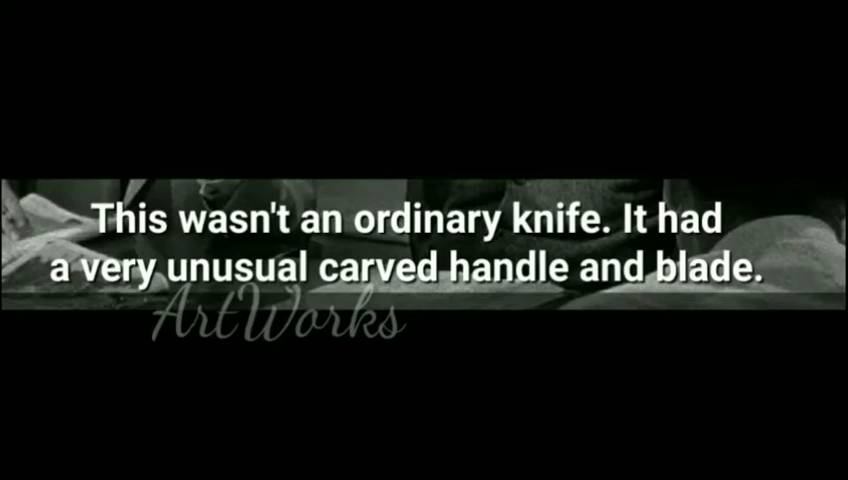 This wasn't an ordinary knife. It had
a very unusual carved handle and blade.
ArtWorks